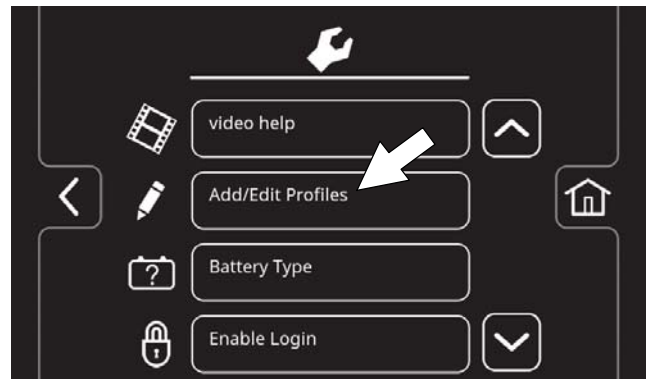 video help
Add/Edit Profiles
?
Battery Type
Enable Login